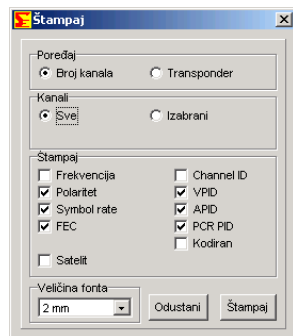 Štampaj
Poređaj
Broj kanala Transponder
Kanali
Sve Izabrani
Štampaj
Frekvencija Channel ID
Polaritet VPID
Symbol rate APID
FEC PCR PID
Kodiran
Satelit
Veličina fonta
2 mm Odustani Štampaj